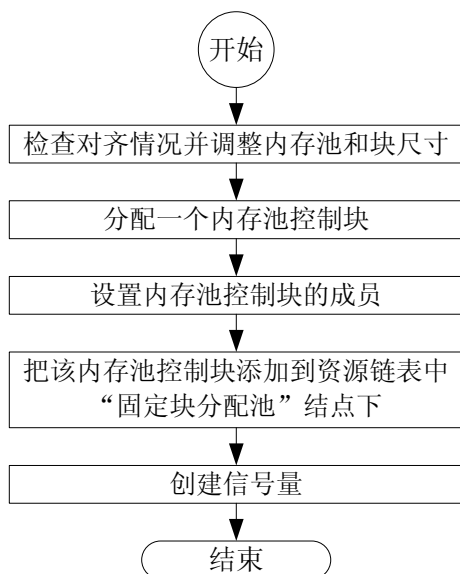 开始
检查对齐情况并调整内存池和块尺寸
分配一个内存池控制块
设置内存池控制块的成员
把该内存池控制块添加到资源链表中
“固定块分配池”结点下
创建信号量
结束